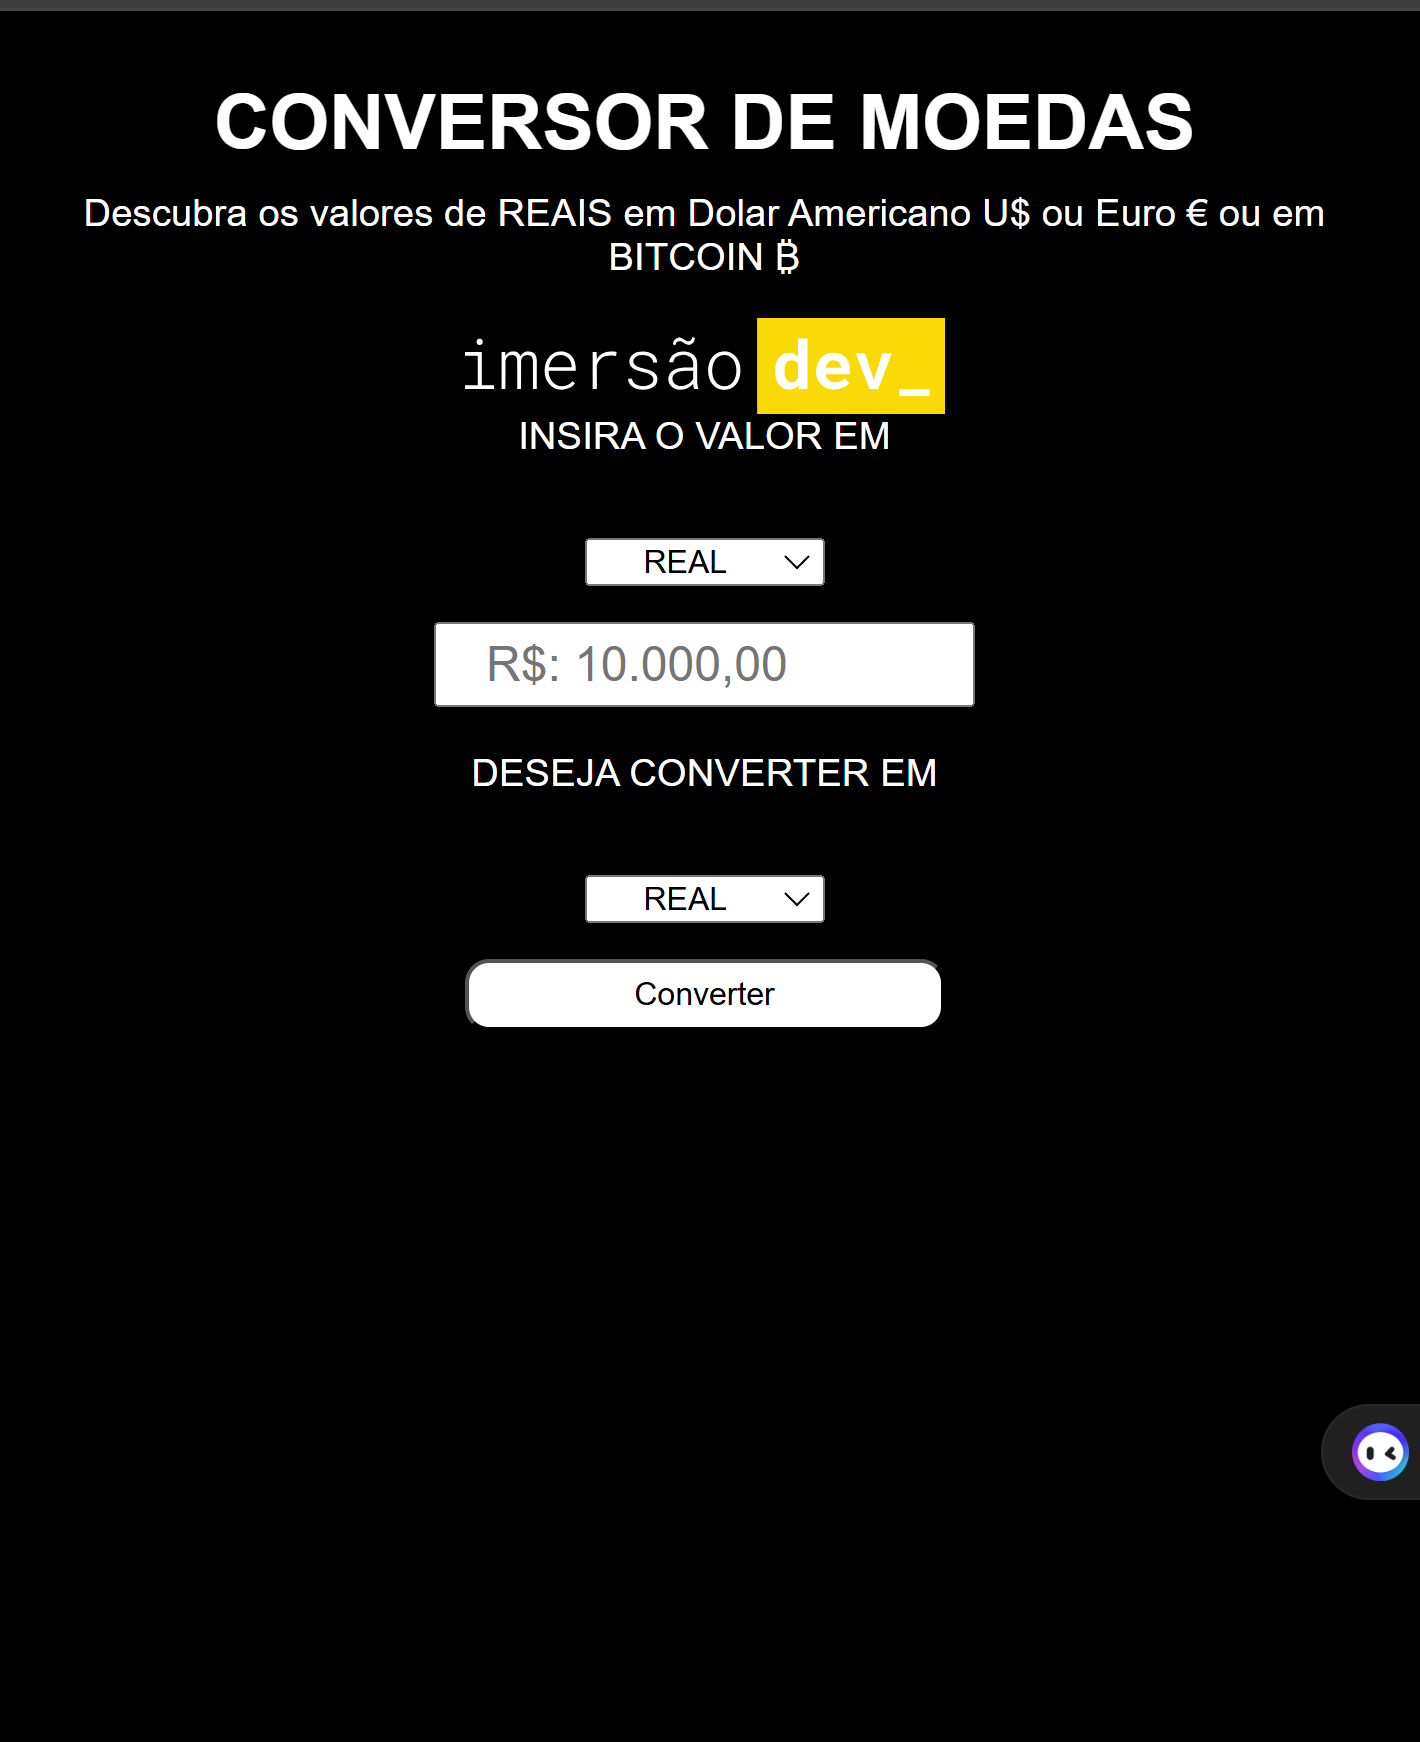 CONVERSOR DE MOEDAS
Descubra os valores de REAIS em Dolar Americano U$ ou Euro € ou em
BITCOIN ₿
imersão dev_
INSIRA O VALOR EM
REAL
R$: 10.000,00
DESEJA CONVERTER EM
REAL
Converter